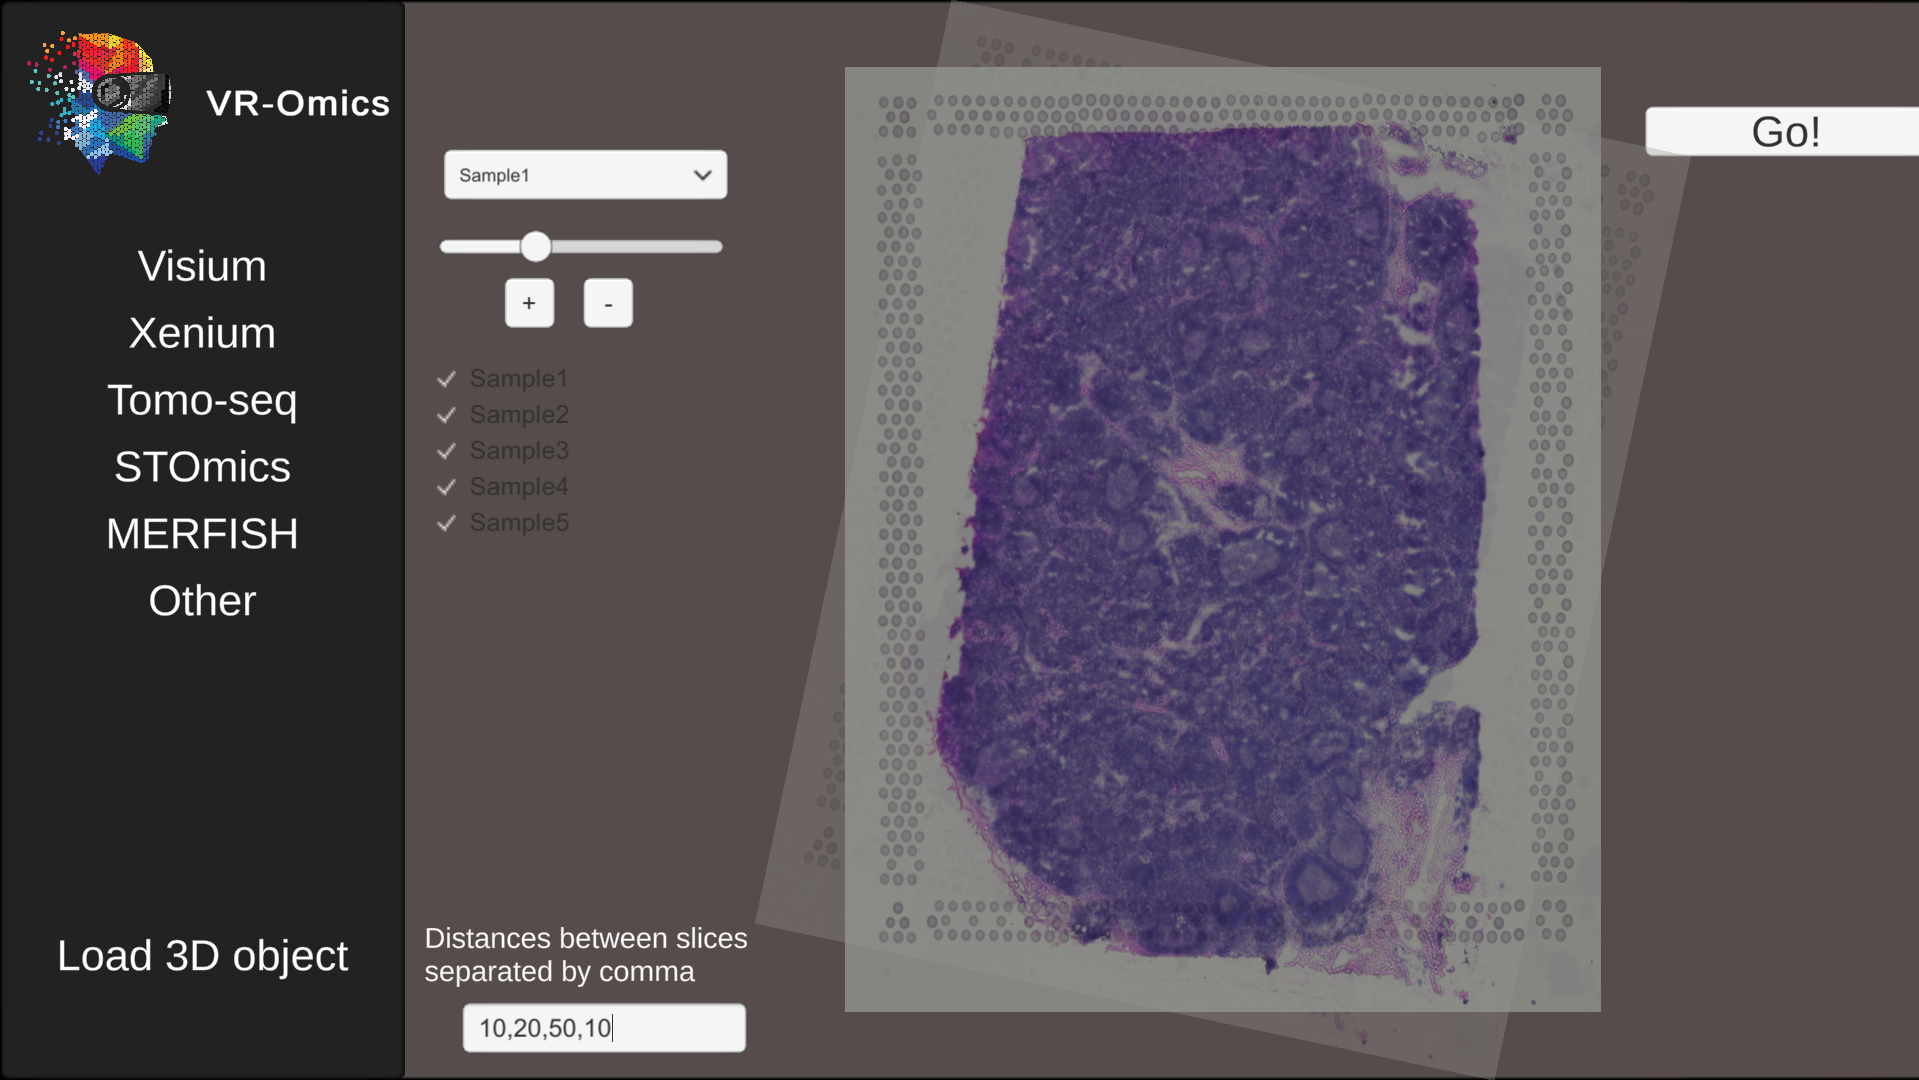 VR-Omics
Visium
Xenium
Tomo-seq
STOmics
MERFISH
Other
Load 3D object
Sample1
+
-
Sample1
Sample2
Sample3
Sample4
Sample5
Distances between slices
separated by comma
10,20,50,10
Go!